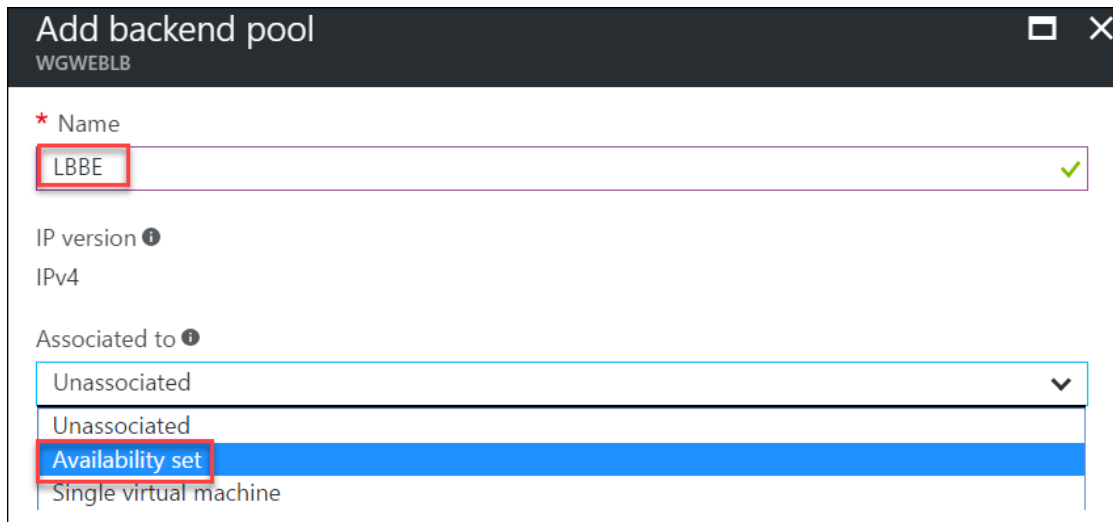 Add backend pool
WGWEBLB
* Name
LBBE
IP version
IPv4
Associated to
Unassociated
Unassociated
Availability set
Single virtual machine